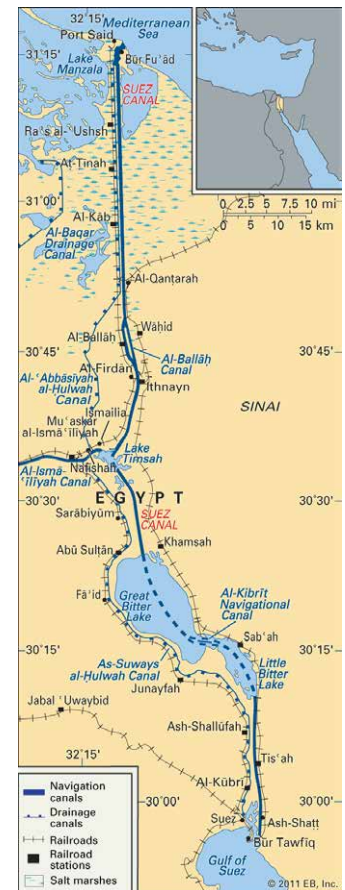 32°15'
Mediterranean
Sea
Port Said
Lake
Manzala
Būr Fu'ād
SUEZ
CANAL
Ra's al-'Ushsh
Aṭ-Ṭīnah
31°15'
31°00'
Al-Kāb
Al-Baqar
Drainage
Canal
0 2.5 5 7.5 10 mi
0 5 10 15 km
Al-Qanṭarah
Wāḥid
Al-Ballāḥ
Al-Ballāḥ
Canal
30°45'
30°45'
Al-Firdān
Ithnayn
Al-'Abbāsīyah
al-Ḥulwah
Canal
Ismailia
Mu'askar
al-Ismā'īlīyah
SINAI
Lake
Timsah
Al-Ismā-
'īlīyah Canal
Nafīshah
30°30'
30°30'
EGYPT
Sarābiyūm
SUEZ
CANAL
Abū Sulṭān
Khamsah
Fā'id
Great
Bitter
Lake
Al-Kibrīt
Navigational
Canal
Sab'ah
30°15'
30°15'
As-Suways
al-Ḥulwah Canal
Little
Bitter
Lake
Junayfah
Jabal 'Uwaybid
Ash-Shallūfah
32°15'
Tis'ah
Al-Kūbrī
30°00'
30°00'
Suez
Ash-Shaṭṭ
Būr Tawfīq
Gulf of
Suez
Navigation
canals
Drainage
canals
Railroads
Railroad
stations
Salt marshes
© 2011 EB, Inc.